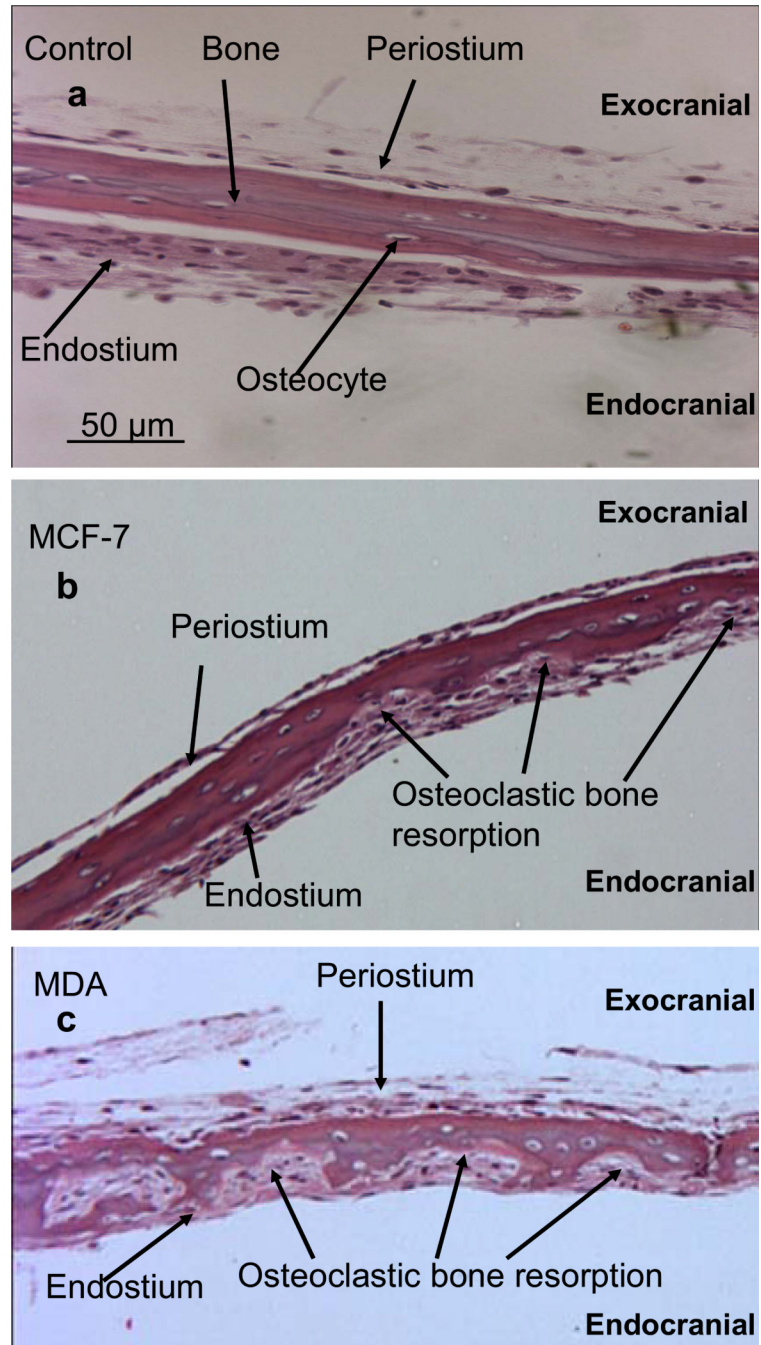 Control
Bone
Periostium
a
Exocranial
Endostium
Osteocyte
50 µm
Endocranial
Exocranial
MCF-7
b
Periostium
Osteoclastic bone
resorption
Endostium
Endocranial
Periostium
MDA
Exocranial
c
Endostium
Osteoclastic bone resorption
Endocranial